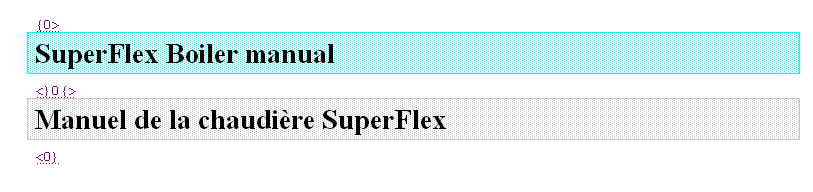 {0>
SuperFlex Boiler manual
<}0{>
Manuel de la chaudière SuperFlex
<0}